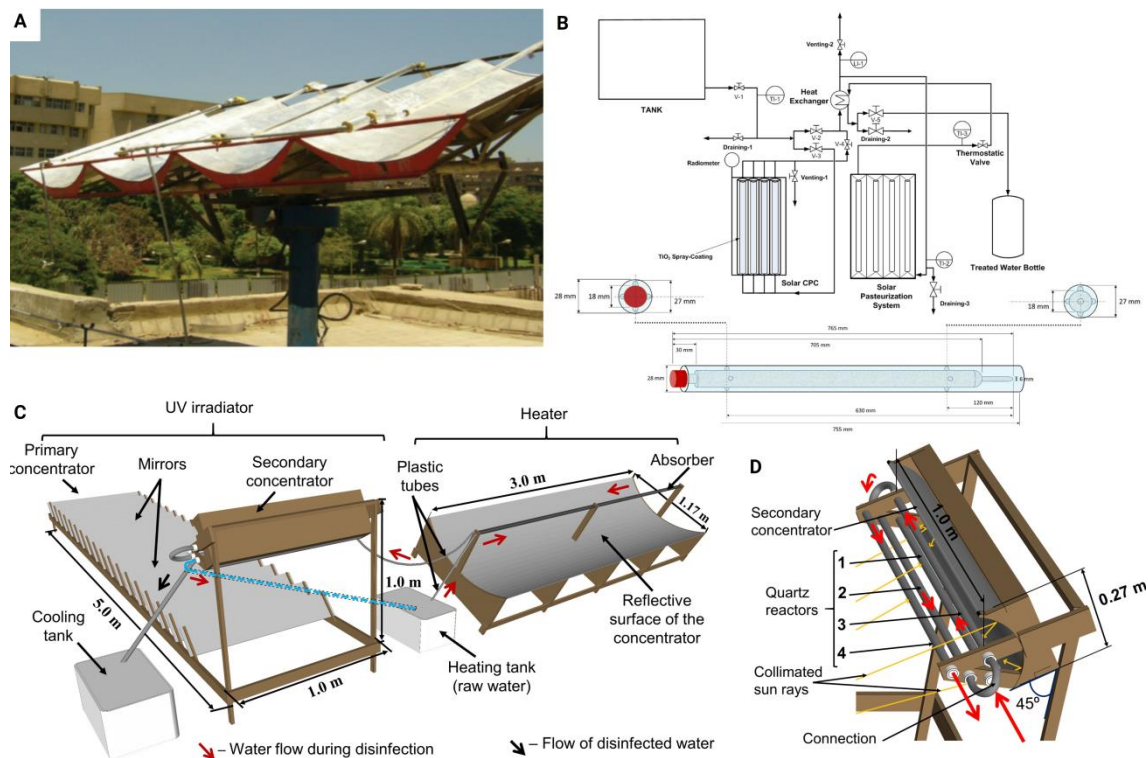 A
B
Venting-2
LI-1
TANK
V-1
TI-1
Heat
Exchanger
V-5
V-2
V-4
V-3
Draining-1
Draining-2
TI-3
Thermostatic
Valve
Radiometer
Venting-1
TiO₂ Spray-Coating
Solar CPC
Solar
Pasteurization
System
TI-2
Draining-3
Treated Water Bottle
28 mm
18 mm
27 mm
18 mm
27 mm
765 mm
705 mm
30 mm
28 mm
6 mm
120 mm
630 mm
755 mm
C
UV irradiator
Heater
Primary
concentrator
Mirrors
Secondary
concentrator
Plastic
tubes
Absorber
3.0 m
1.17 m
1.0 m
5.0 m
1.0 m
Cooling
tank
Heating tank
(raw water)
Reflective
surface of the
concentrator
– Water flow during disinfection
– Flow of disinfected water
D
Secondary
concentrator
1.0 m
1
Quartz
reactors
2
3
4
0.27 m
Collimated
sun rays
45º
Connection